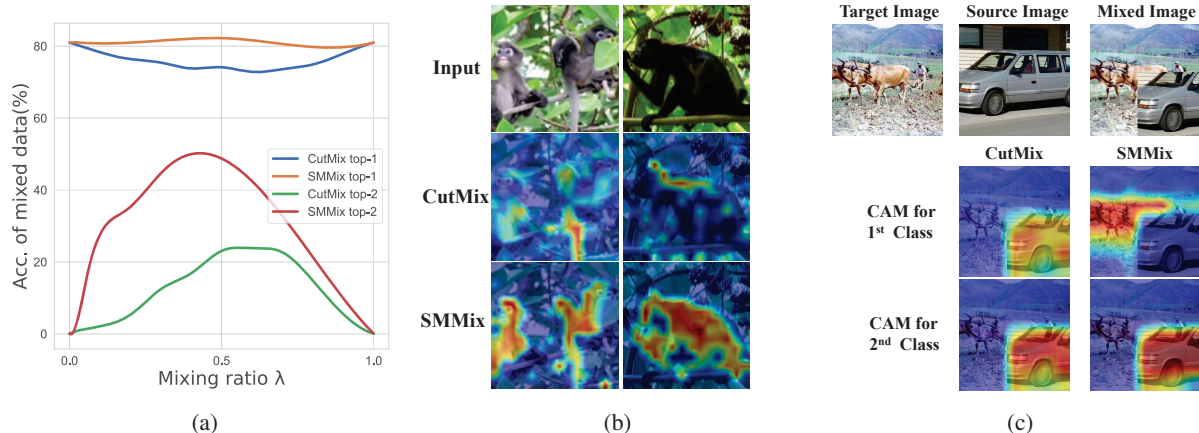 Acc. of mixed data(%)
80
60
40
20
0
CutMix top-1
SMMix top-1
CutMix top-2
SMMix top-2
0.0
0.5
1.0
Mixing ratio λ
(a)
Input
CutMix
SMMix
(b)
Target Image Source Image Mixed Image
CutMix SMMix
CAM for
1st Class
CAM for
2nd Class
(c)